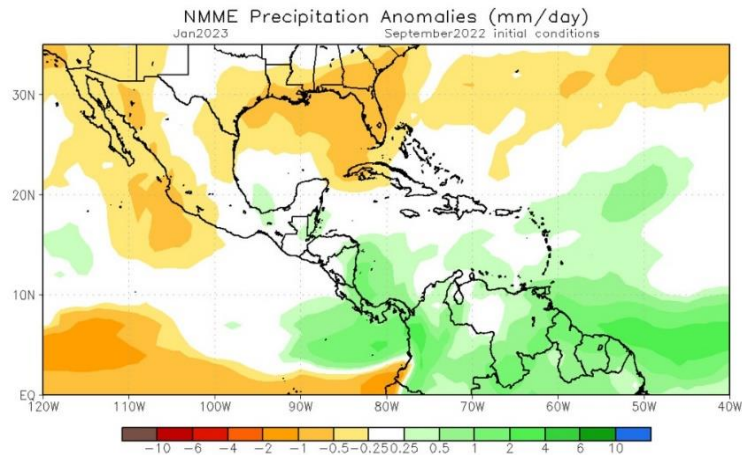 NMME Precipitation Anomalies (mm/day)
Jan2023 September2022 initial conditions
30N
20N
10N
EQ
120W 110W 100W 90W 80W 70W 60W 50W 40W
-10 -6 -4 -2 -1 -0.5 -0.25 0.25 0.5 1 2 4 6 10